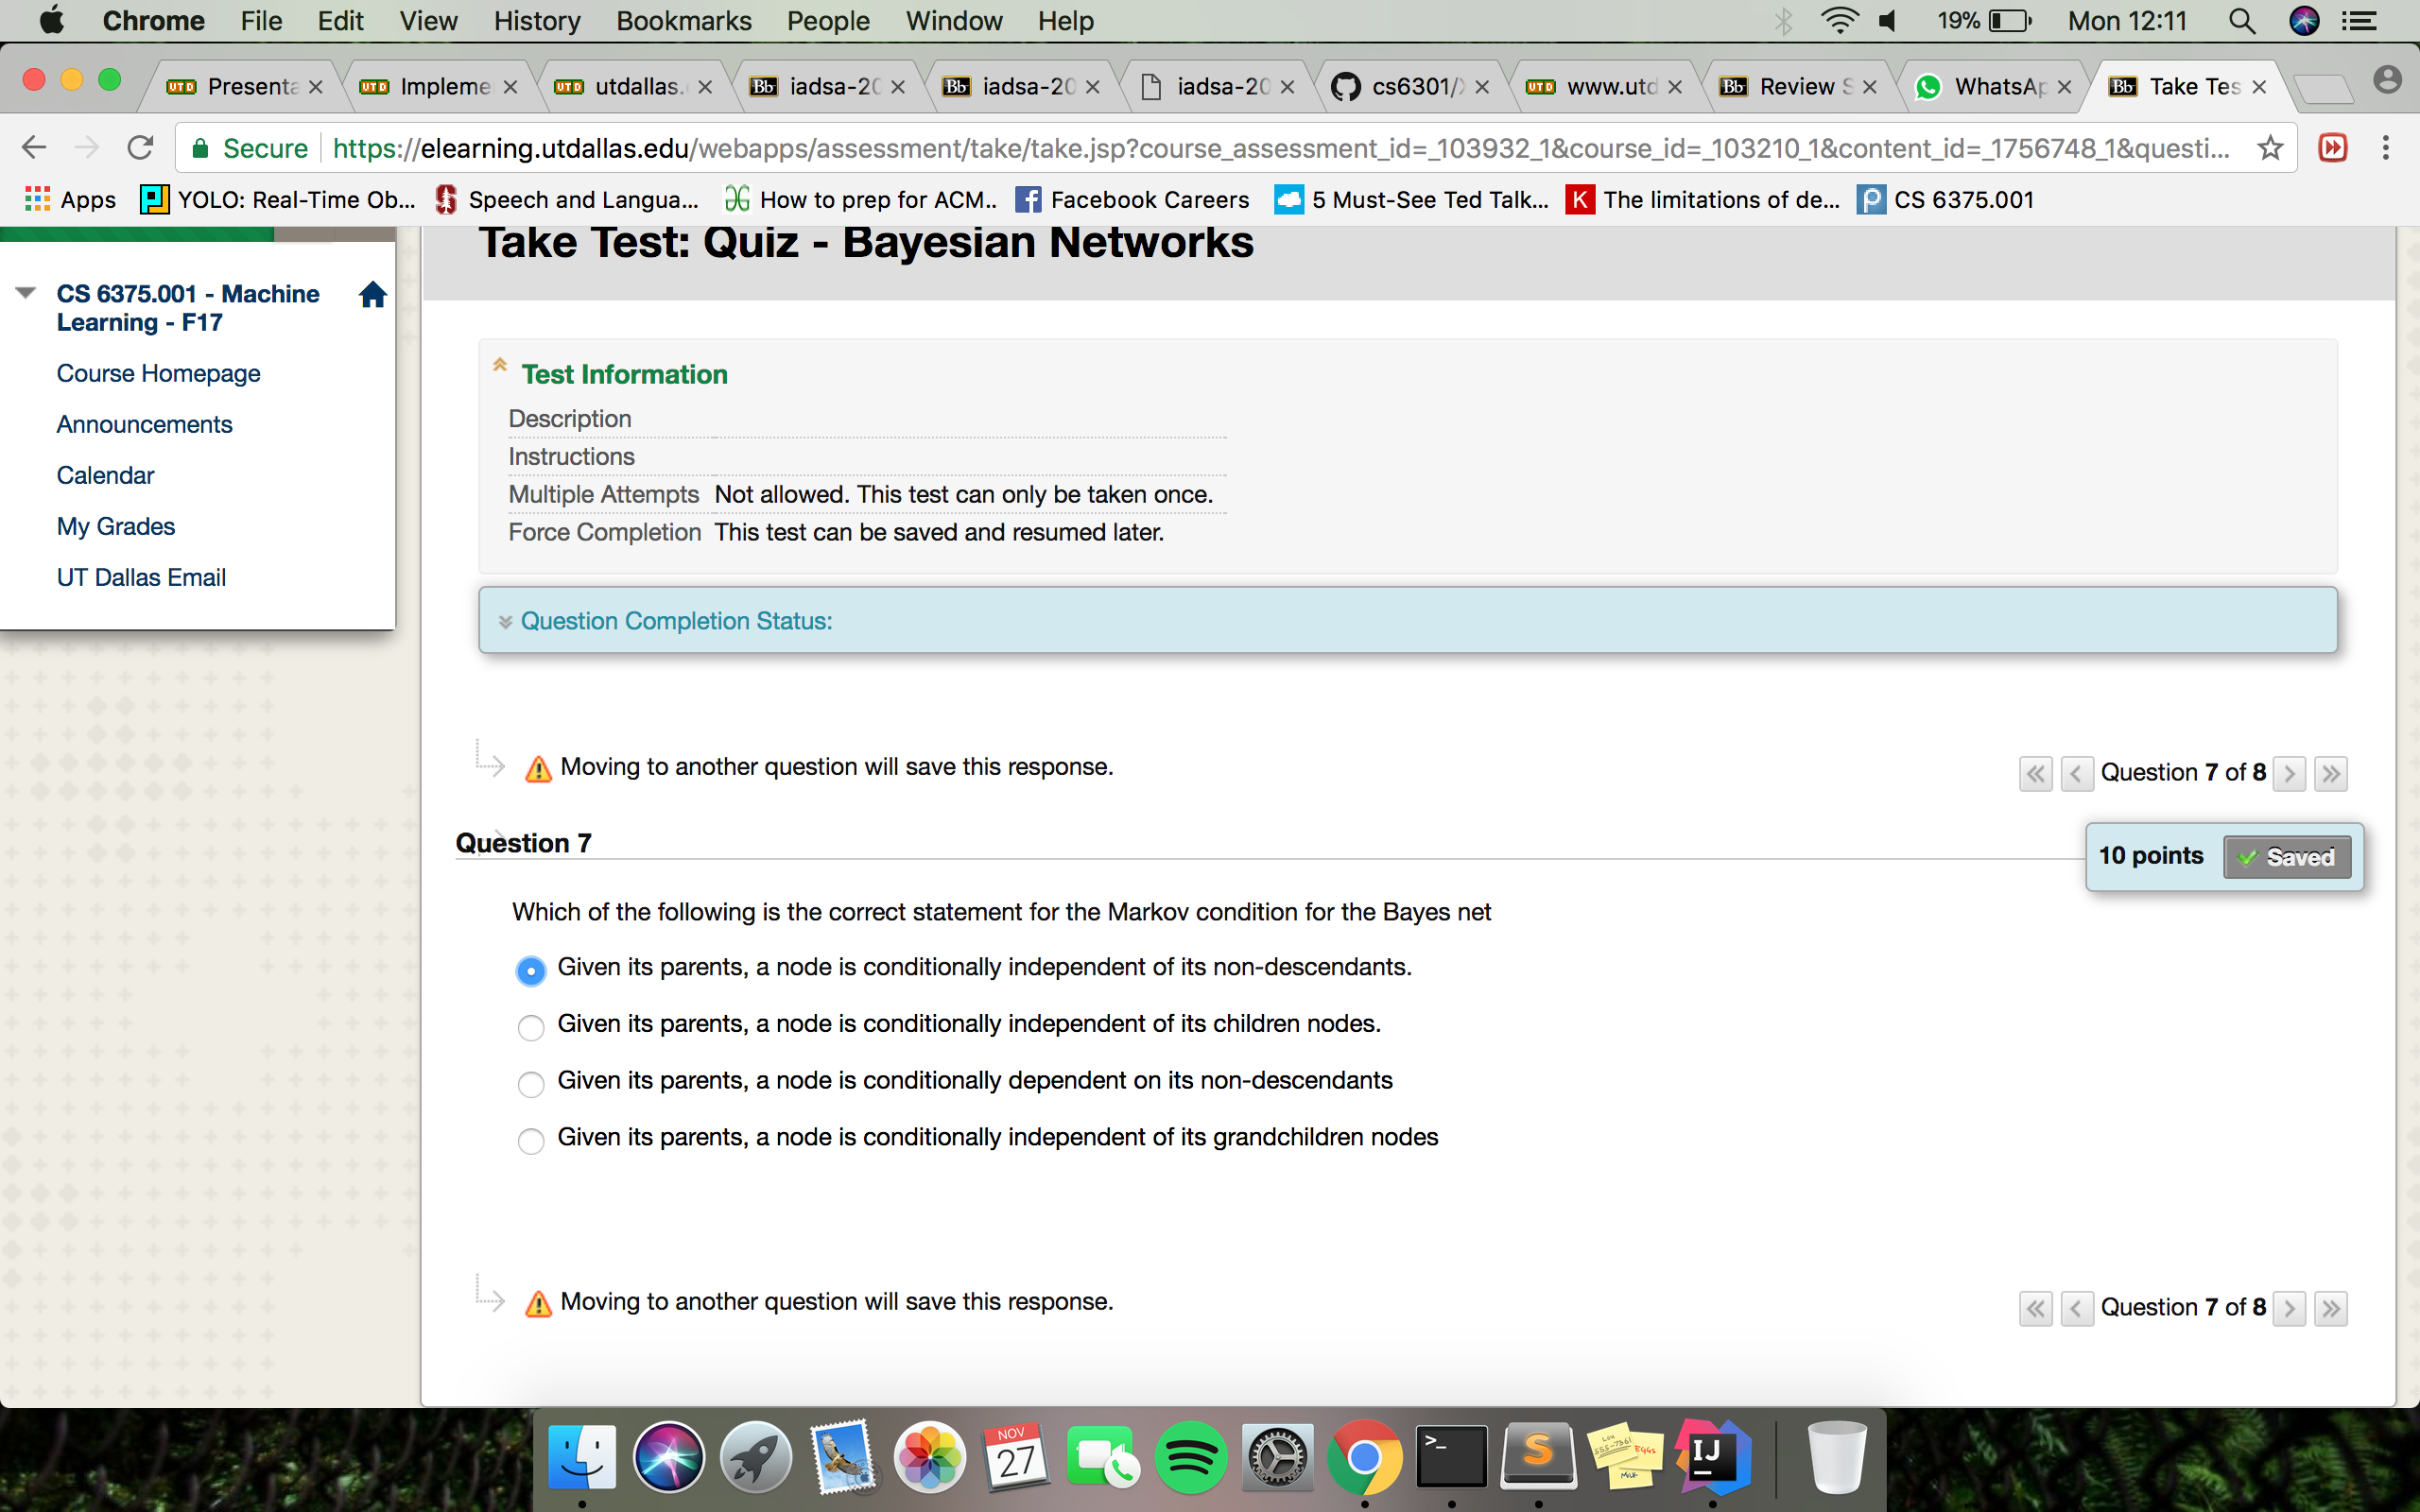 Chrome File Edit View History Bookmarks People Window Help 19% Mon 12:11
UTD Presenta UTD Impleme UTD utdallas. Bb iadsa-20 Bb iadsa-20 iadsa-20 cs6301/ UTD www.utd Bb Review S WhatsAp Bb Take Tes
Secure https://elearning.utdallas.edu/webapps/assessment/take/take.jsp?course_assessment_id=_103932_1&course_id=_103210_1&content_id=_1756748_1&questi...
Apps YOLO: Real-Time Ob... Speech and Langua... How to prep for ACM.. Facebook Careers 5 Must-See Ted Talk... K The limitations of de... CS 6375.001
Take Test: Quiz - Bayesian Networks
CS 6375.001 - Machine
Learning - F17
Course Homepage
Announcements
Calendar
My Grades
UT Dallas Email
Test Information
Description
Instructions
Multiple Attempts Not allowed. This test can only be taken once.
Force Completion This test can be saved and resumed later.
Question Completion Status:
Moving to another question will save this response.
Question 7 of 8
Question 7
10 points Saved
Which of the following is the correct statement for the Markov condition for the Bayes net
Given its parents, a node is conditionally independent of its non-descendants.
Given its parents, a node is conditionally independent of its children nodes.
Given its parents, a node is conditionally dependent on its non-descendants
Given its parents, a node is conditionally independent of its grandchildren nodes
Moving to another question will save this response.
Question 7 of 8
NOV
27
>_
S
IJ